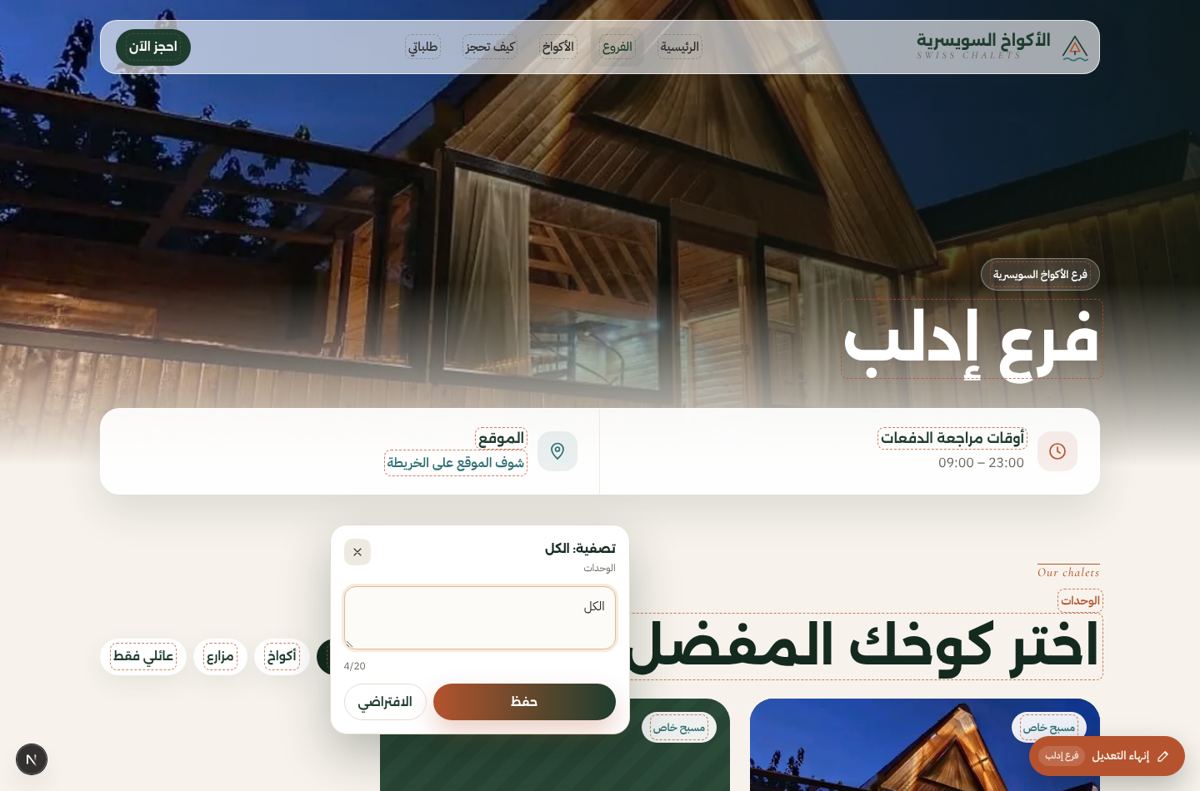 الأكواخ السويسرية
SWISS CHALETS
الرئيسية
الفروع
الأكواخ
كيف تحجز
طلباتي
احجز الآن
فرع الأكواخ السويسرية
فرع إدلب
أوقات مراجعة الدفعات
09:00 – 23:00
الموقع
شوف الموقع على الخريطة
تصفية: الكل
الوحدات
الكل
4/20
حفظ
الافتراضي
Our chalets
الوحدات
اختر كوخك المفضل
أكواخ
مزارع
عائلي فقط
مسبح خاص
مسبح خاص
إنهاء التعديل
فرع إدلب
N